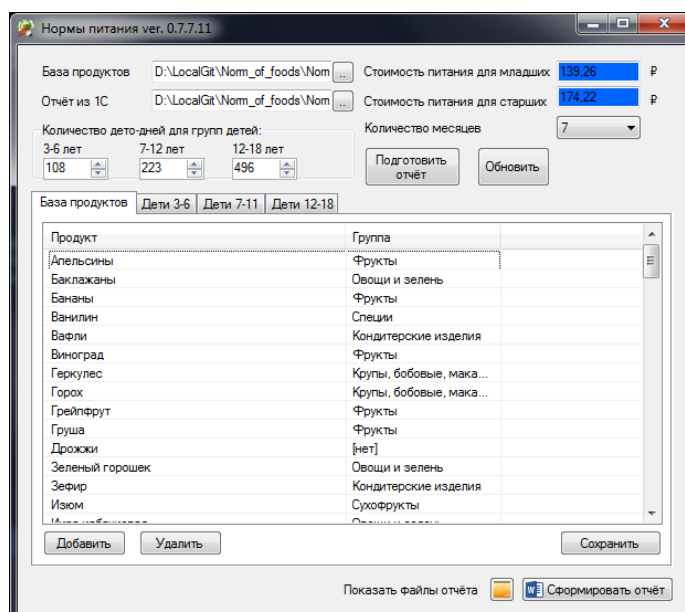 Нормы питания ver. 0.7.7.11
База продуктов D:\LocalGit\Norm_of_foods\Nom .. Стоимость питания для младших 139,26 ₽
Отчёт из 1С D:\LocalGit\Norm_of_foods\Nom .. Стоимость питания для старших 174,22 ₽
Количество дето-дней для групп детей: Количество месяцев 7
3-6 лет 7-12 лет 12-18 лет
108 223 496
Подготовить отчёт Обновить
База продуктов Дети 3-6 Дети 7-11 Дети 12-18
Продукт Группа
Апельсины Фрукты
Баклажаны Овощи и зелень
Бананы Фрукты
Ванилин Специи
Вафли Кондитерские изделия
Виноград Фрукты
Геркулес Крупы, бобовые, мака...
Горох Крупы, бобовые, мака...
Грейпфрут Фрукты
Груша Фрукты
Дрожжи [нет]
Зеленый горошек Овощи и зелень
Зефир Кондитерские изделия
Изюм Сухофрукты
Добавить Удалить Сохранить
Показать файлы отчёта Сформировать отчёт